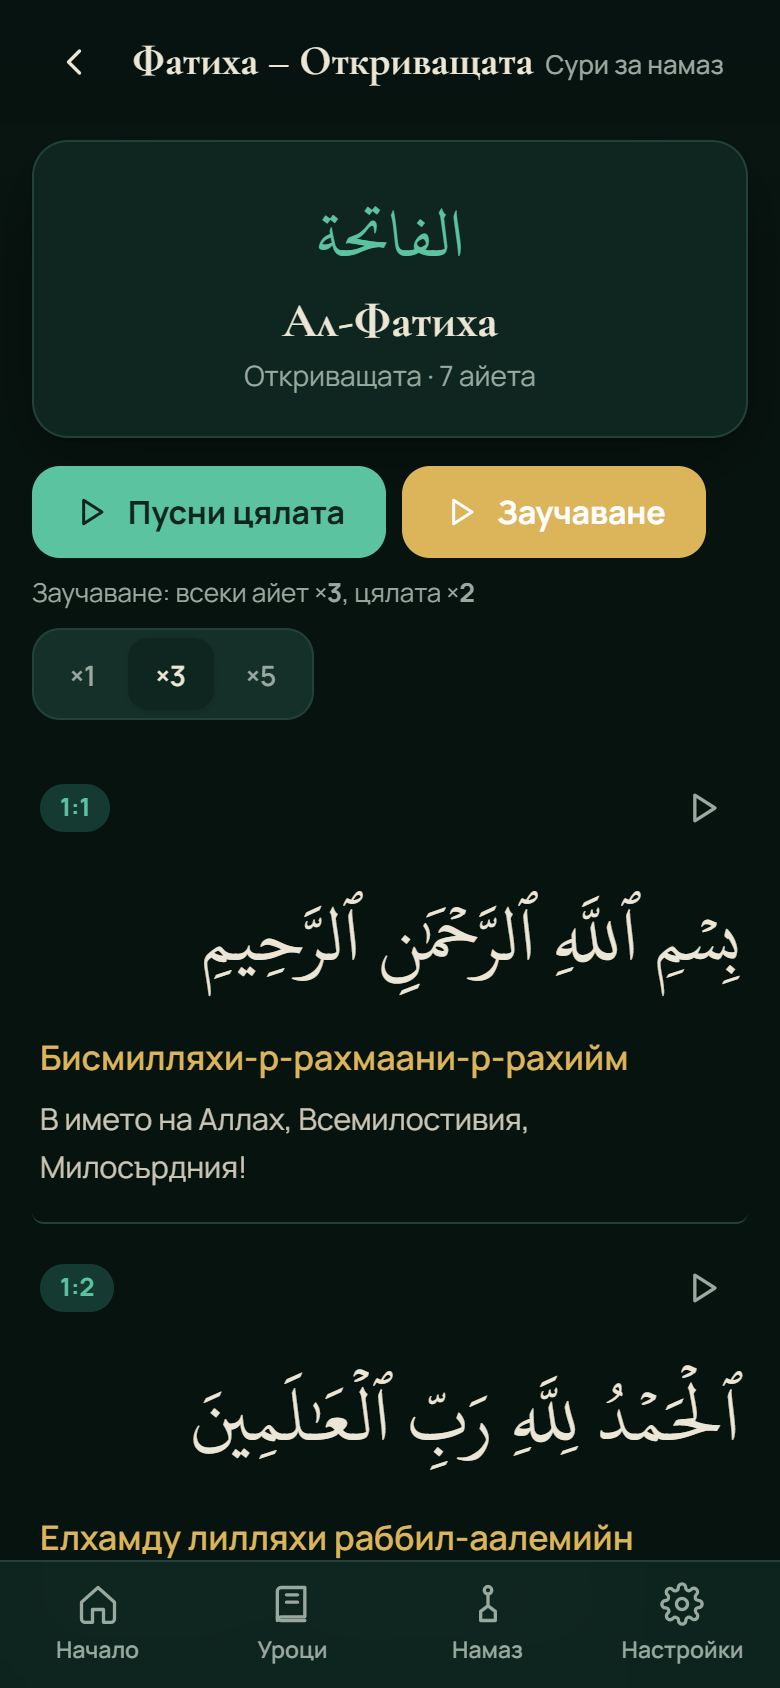 Фатиха – Откриващата Сури за намаз
الفاتحة
Ал-Фатиха
Откриващата · 7 айета
Пусни цялата
Заучаване
Заучаване: всеки айет ×3, цялата ×2
×1 ×3 ×5
1:1
بِسْمِ ٱللَّهِ ٱلرَّحْمَٰنِ ٱلرَّحِيمِ
Бисмилляхи-р-рахмаани-р-рахийм
В името на Аллах, Всемилостивия,
Милосърдния!
1:2
ٱلْحَمْدُ لِلَّهِ رَبِّ ٱلْعَـٰلَمِينَ
Елхамду лилляхи раббил-аалемийн
Начало Уроци Намаз Настройки